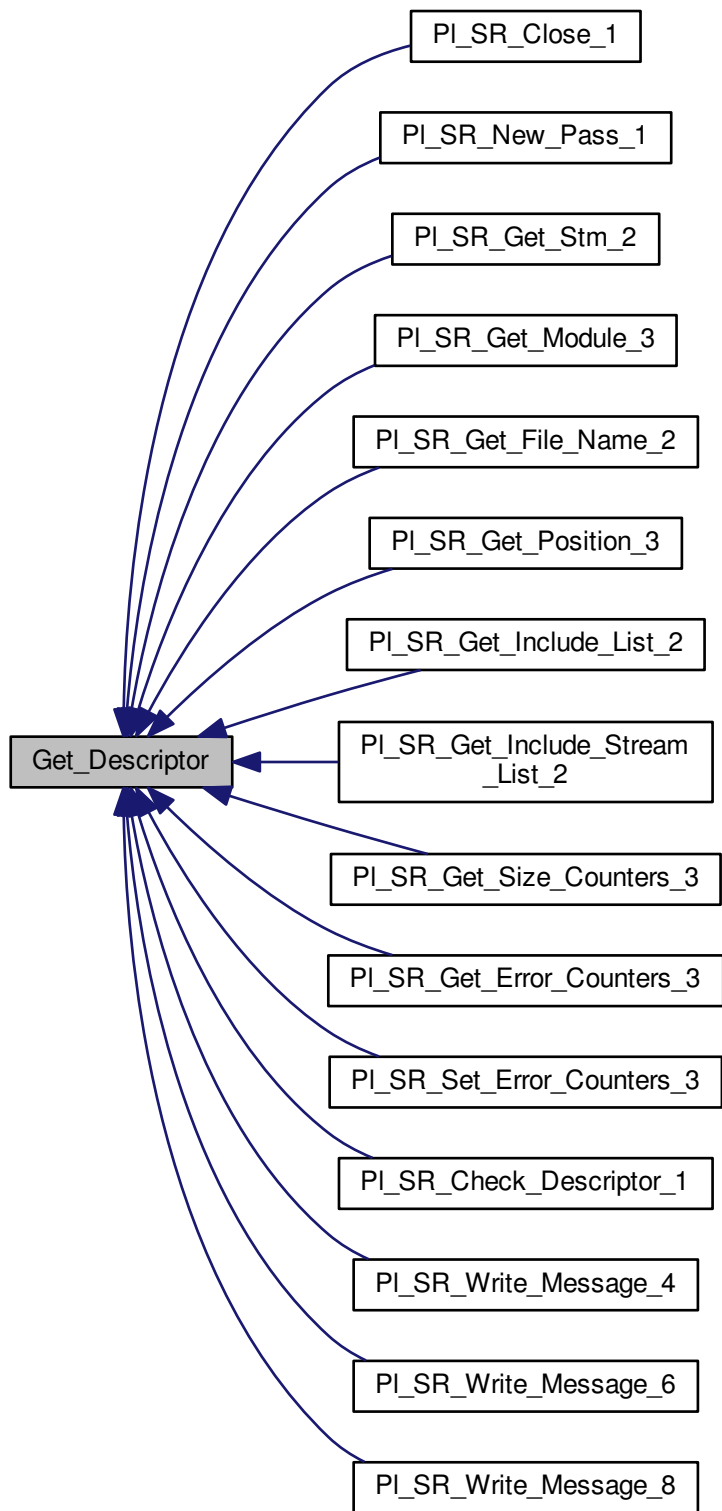 Pl_SR_Close_1
Pl_SR_New_Pass_1
Pl_SR_Get_Stm_2
Pl_SR_Get_Module_3
Pl_SR_Get_File_Name_2
Pl_SR_Get_Position_3
Pl_SR_Get_Include_List_2
Get_Descriptor
Pl_SR_Get_Include_Stream
_List_2
Pl_SR_Get_Size_Counters_3
Pl_SR_Get_Error_Counters_3
Pl_SR_Set_Error_Counters_3
Pl_SR_Check_Descriptor_1
Pl_SR_Write_Message_4
Pl_SR_Write_Message_6
Pl_SR_Write_Message_8